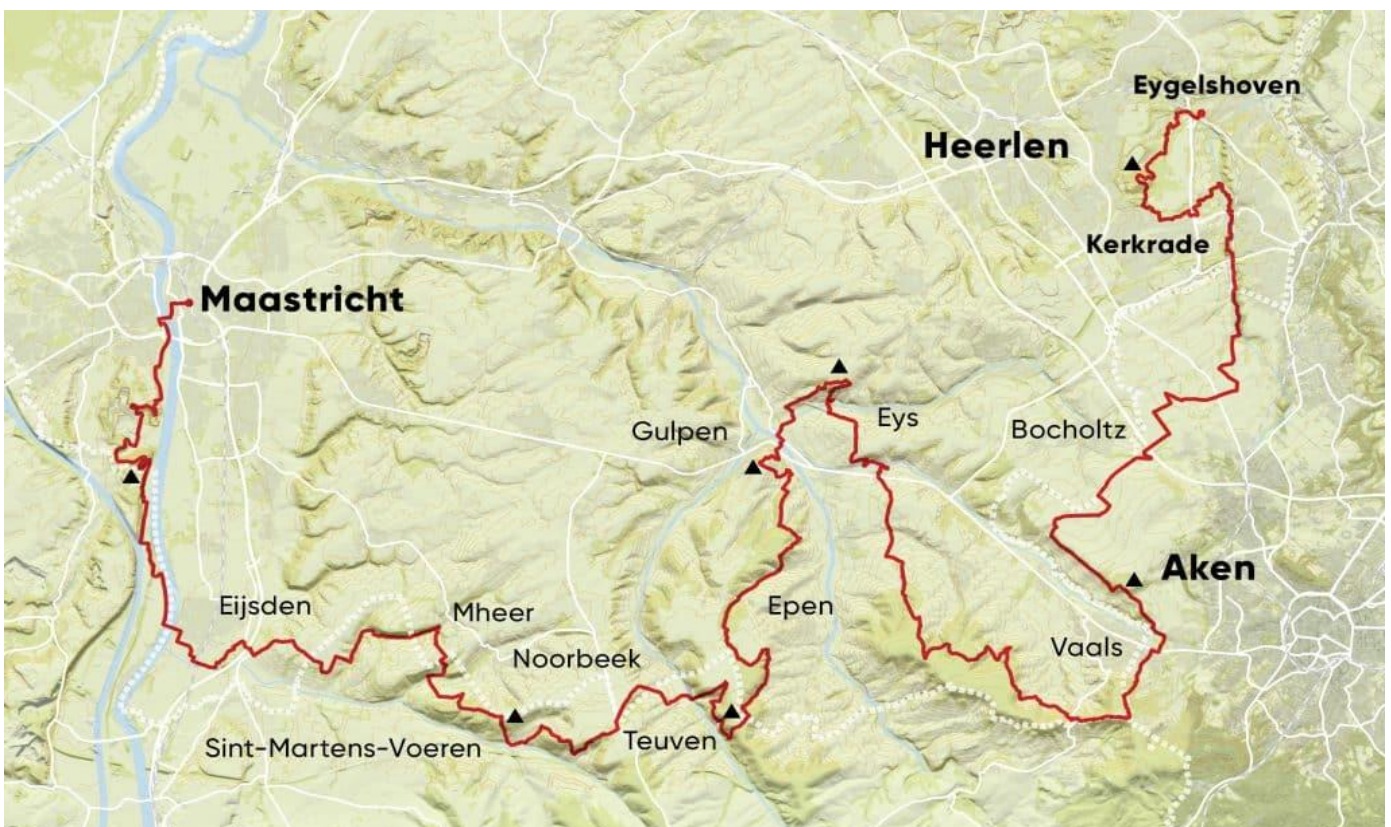 Eygelshoven
Heerlen
Kerkrade
Maastricht
Eys
Gulpen
Bocholtz
Aken
Eijsden
Mheer
Epen
Vaals
Noorbeek
Teuven
Sint-Martens-Voeren